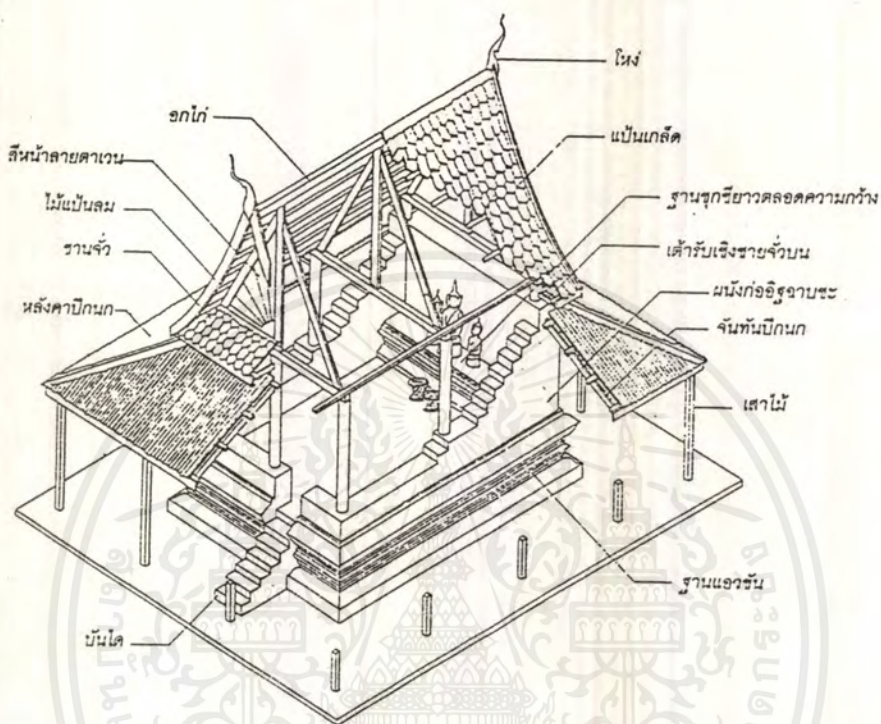 โหง่
อกไก่
แป้นเกล็ด
สีหน้าลายตาเวน
ไม้แป้นลม
ฐานชุกชียาวตลอดความกว้าง
รานจั่ว
เต้ารับเชิงชายจั่วบน
ผนังก่ออิฐฉาบชะ
หลังคาปีกนก
จันทันปีกนก
เสาไม้
ฐานแอวขัน
บันได